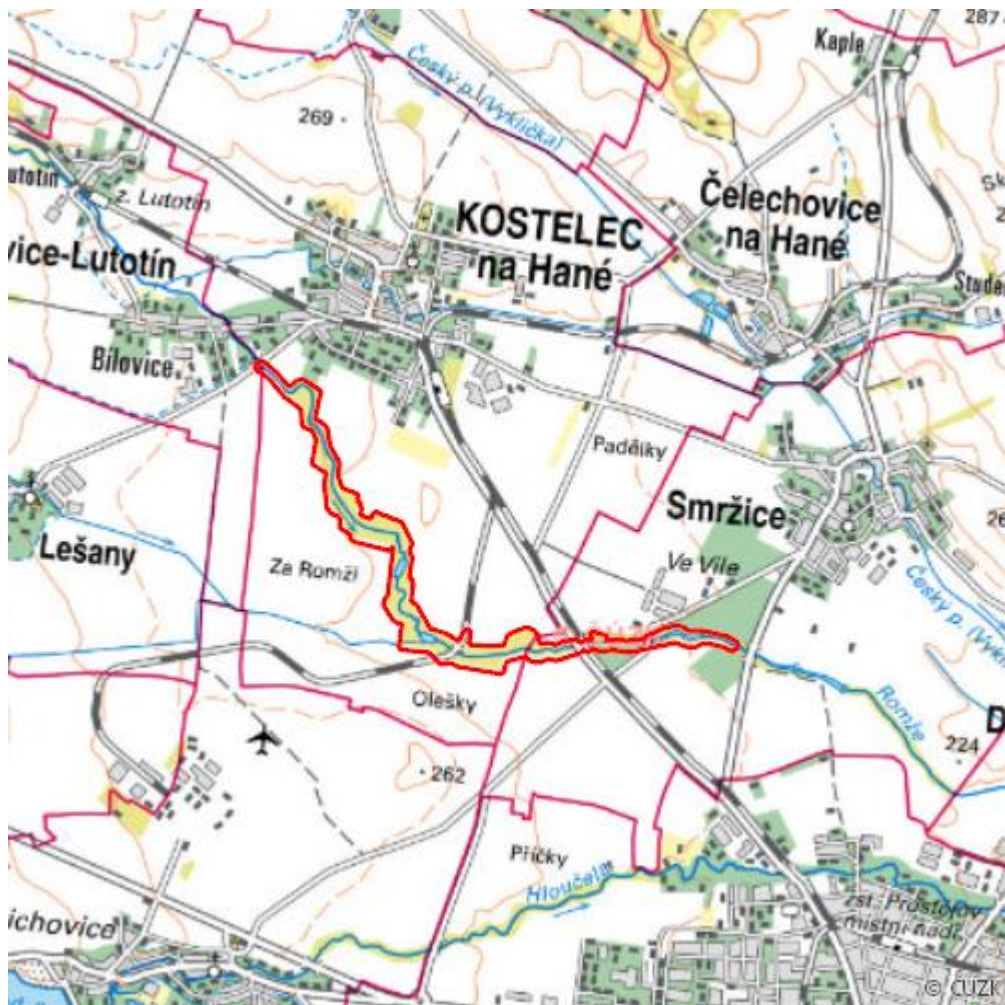 287
Kaple
Český p. (Vyklička)
269
Lutotín
z. Lutotín
KOSTELEC
na Hané
Čelechovice
na Hané
vice-Lutotín
Bílovice
Padělky
Smržice
Lešany
Za Romží
Ve Vile
Český p.
Olešky
Romže
D
224
262
Příčky
Hloučela
zst. Prostějov
místní nádr.
ichovice
© ČÚZK